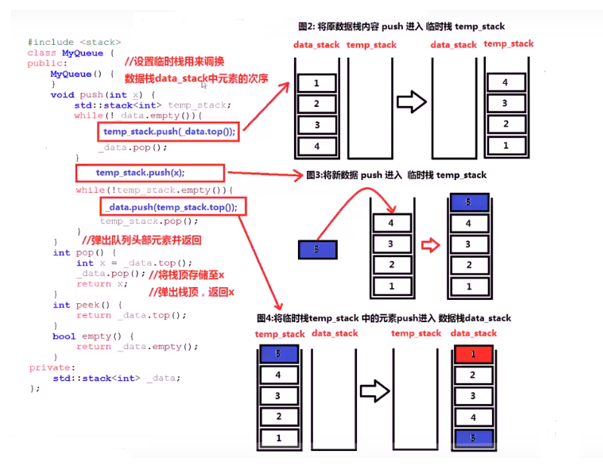 #include <stack>
class MyQueue {
public:
MyQueue() {
}
//设置临时栈用来调换
数据栈data_stack中元素的次序
void push(int x) {
std::stack<int> temp_stack;
while(!_data.empty()){
temp_stack.push(_data.top());
_data.pop();
}
temp_stack.push(x);
while(!temp_stack.empty()){
_data.push(temp_stack.top());
temp_stack.pop();
}
}
//弹出队列头部元素并返回
int pop() {
int x = _data.top();
_data.pop();
//将栈顶存储至x
return x;
//弹出栈顶，返回x
}
int peek() {
return _data.top();
}
bool empty() {
return _data.empty();
}
private:
std::stack<int> _data;
};
图2: 将原数据栈内容 push 进入 临时栈 temp_stack
data_stack temp_stack data_stack temp_stack
1 4
2 3
3 2
4 1
图3:将新数据 push 进入 临时栈 temp_stack
5
4 4
5 3 3
2 2
1 1
图4:将临时栈temp_stack 中的元素push进入 数据栈data_stack
temp_stack data_stack temp_stack data_stack
5 1
4 2
3 3
2 4
1 5